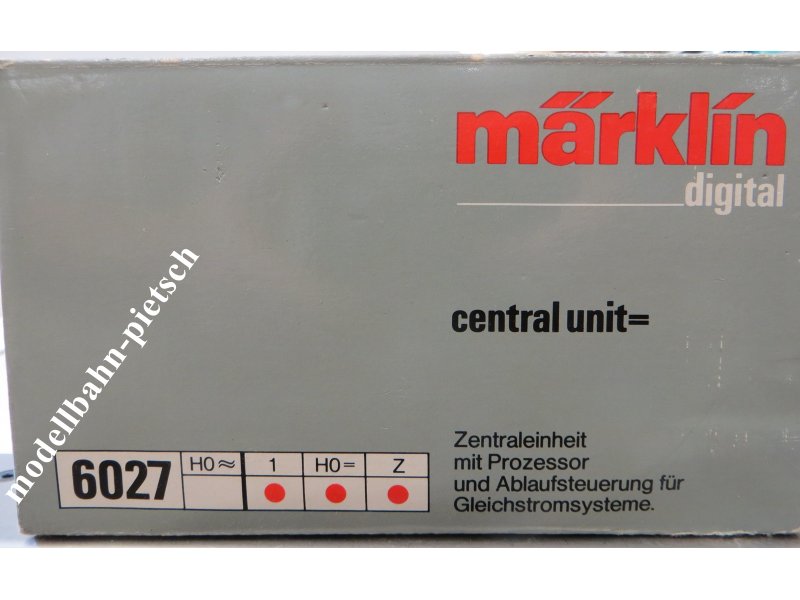 märklin
digital
central unit=
Zentraleinheit
mit Prozessor
und Ablaufsteuerung für
Gleichstromsysteme.
6027 H0≈ 1 H0= Z
modellbahn-pietsch